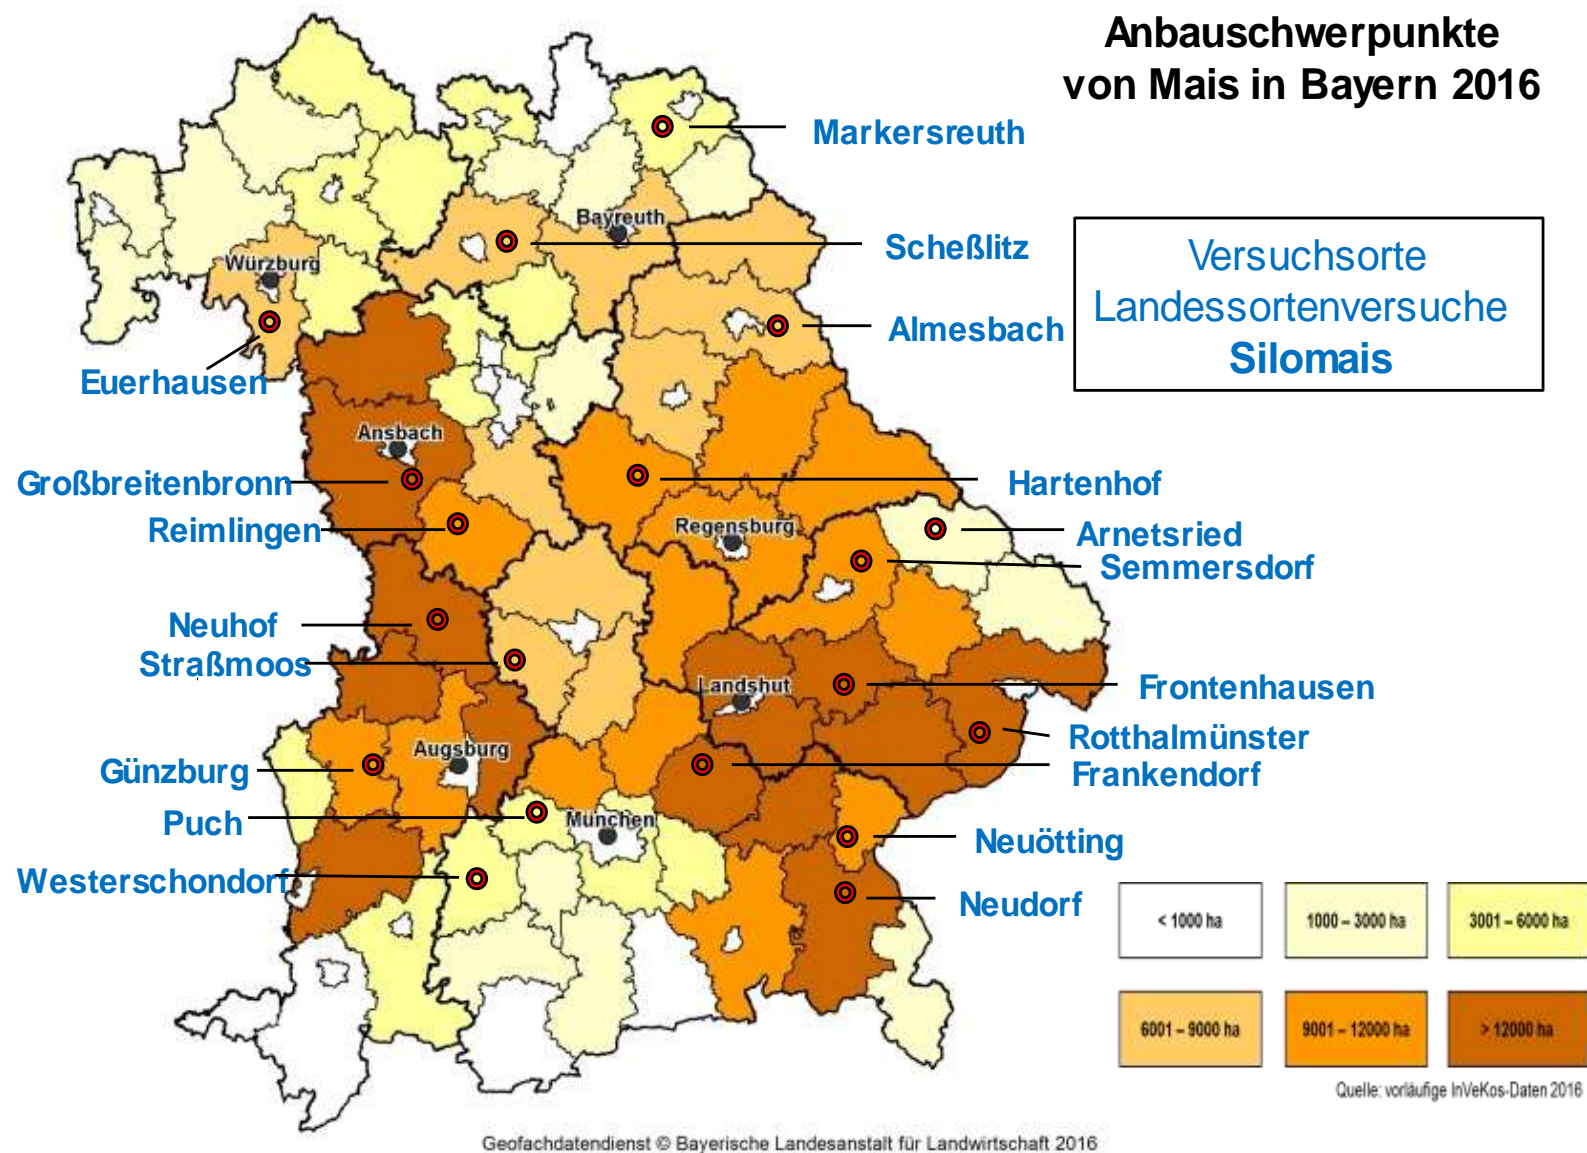 Anbauschwerpunkte
von Mais in Bayern 2016
Markersreuth
Bayreuth
Scheßlitz
Versuchsorte
Landessortenversuche
Silomais
Würzburg
Almesbach
Euerhausen
Ansbach
Großbreitenbronn
Hartenhof
Reimlingen
Regensburg
Arnetsried
Semmersdorf
Neuhof
Straßmoos
Landshut
Frontenhausen
Rotthalmünster
Augsburg
Günzburg
Frankendorf
Puch
München
Neuötting
Westerschondorf
Neudorf
< 1000 ha
1000 – 3000 ha
3001 – 6000 ha
6001 – 9000 ha
9001 – 12000 ha
> 12000 ha
Quelle: vorläufige InVeKos-Daten 2016
Geofachdatendienst © Bayerische Landesanstalt für Landwirtschaft 2016